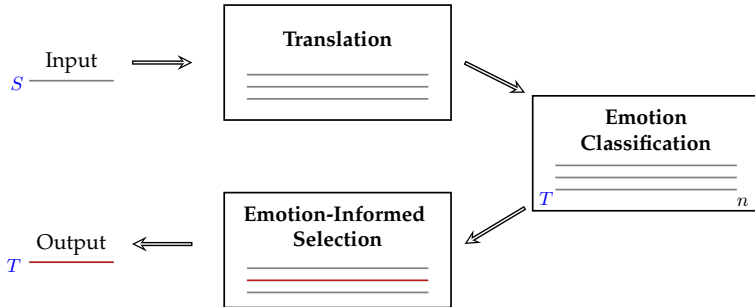 Input
S
Translation
Emotion
Classification
T
n
Emotion-Informed
Selection
Output
T